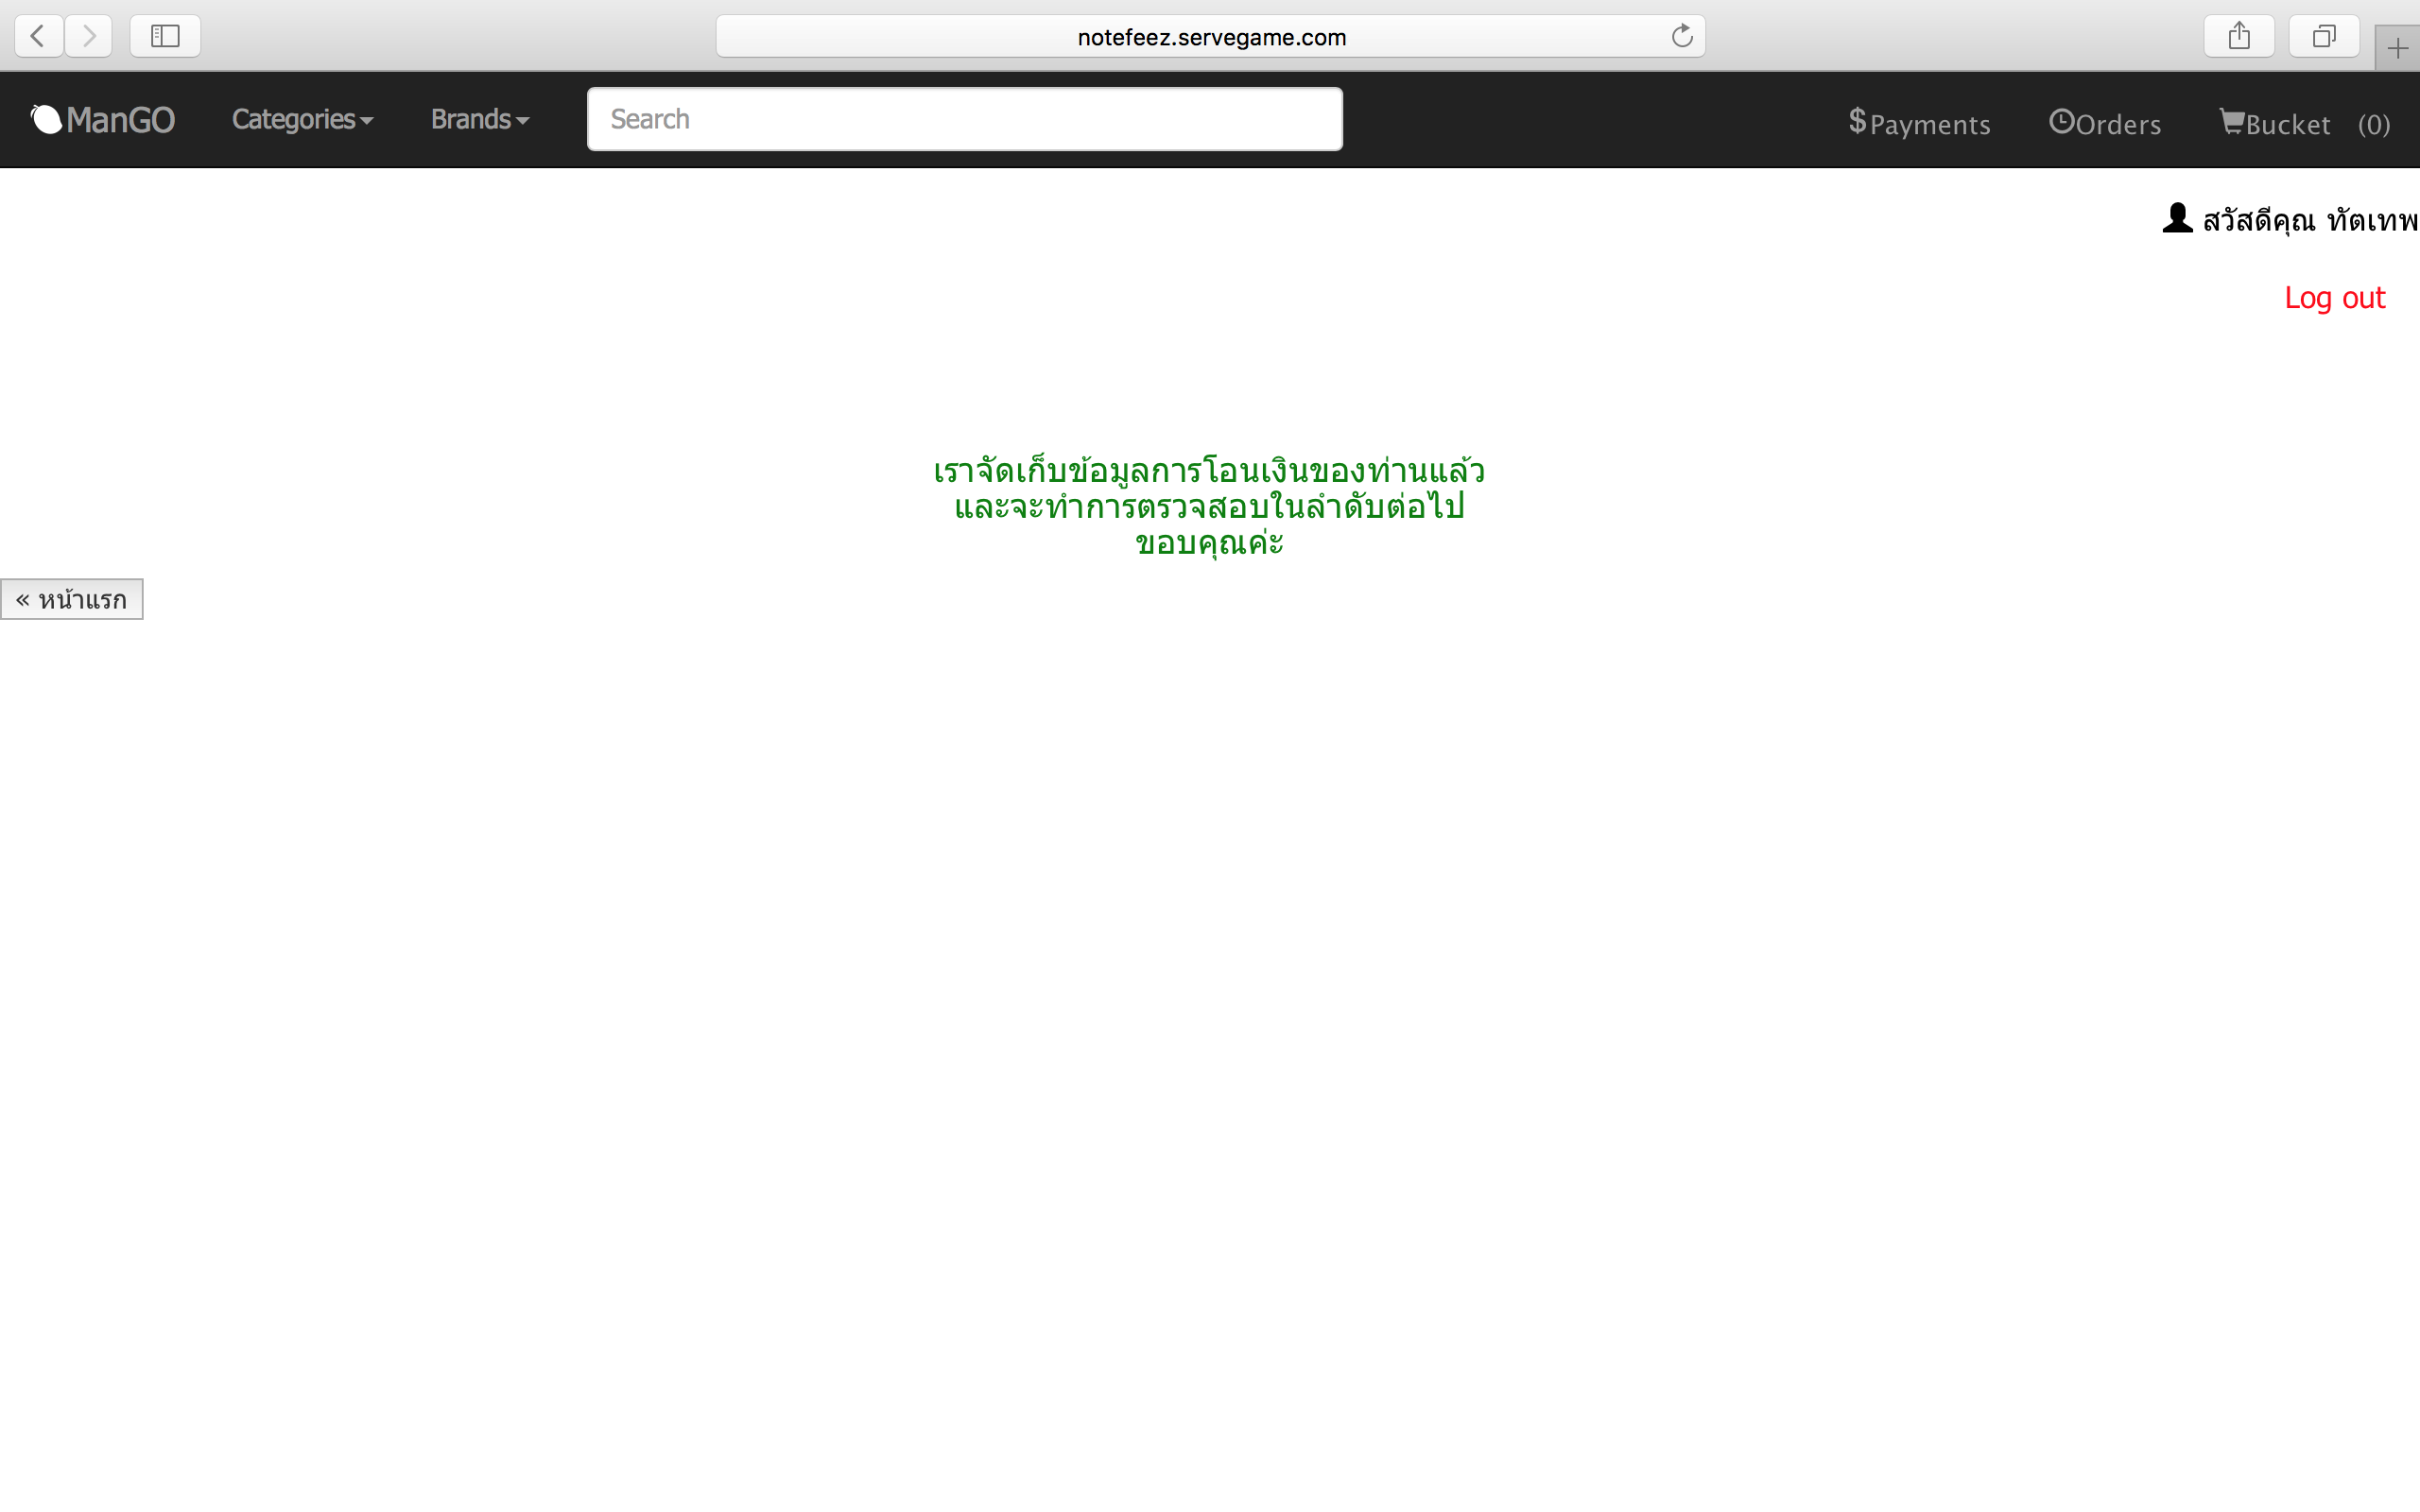 notefeez.servegame.com
ManGO Categories Brands Search $Payments Orders Bucket (0)
สวัสดีคุณ ทัตเทพ
Log out
เราจัดเก็บข้อมูลการโอนเงินของท่านแล้ว
และจะทำการตรวจสอบในลำดับต่อไป
ขอบคุณค่ะ
« หน้าแรก